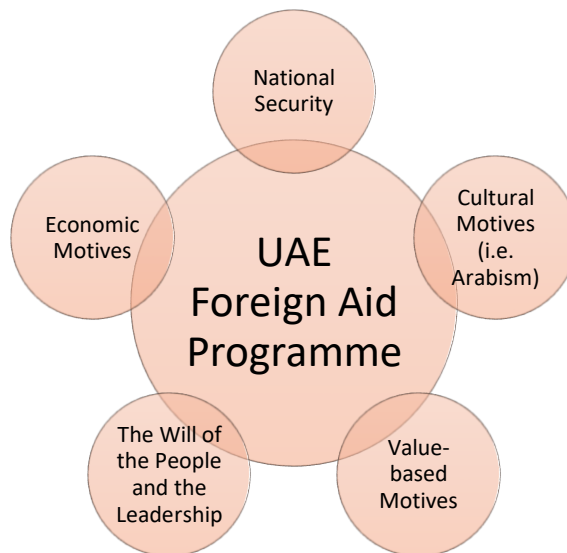 National
Security
Cultural
Motives
(i.e.
Arabism)
Value-
based
Motives
The Will of
the People
and the
Leadership
Economic
Motives
UAE
Foreign Aid
Programme